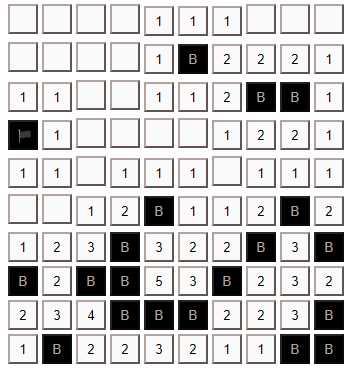 1 1 1
1 B 2 2 2 1
1 1 1 1 2 B B 1
1 1 2 2 1
1 1 1 1 1 1 1 1
1 2 B 1 1 2 B 2
1 2 3 B 3 2 2 B 3 B
B 2 B B 5 3 B 2 3 2
2 3 4 B B B 2 2 3 B
1 B 2 2 3 2 1 1 B B